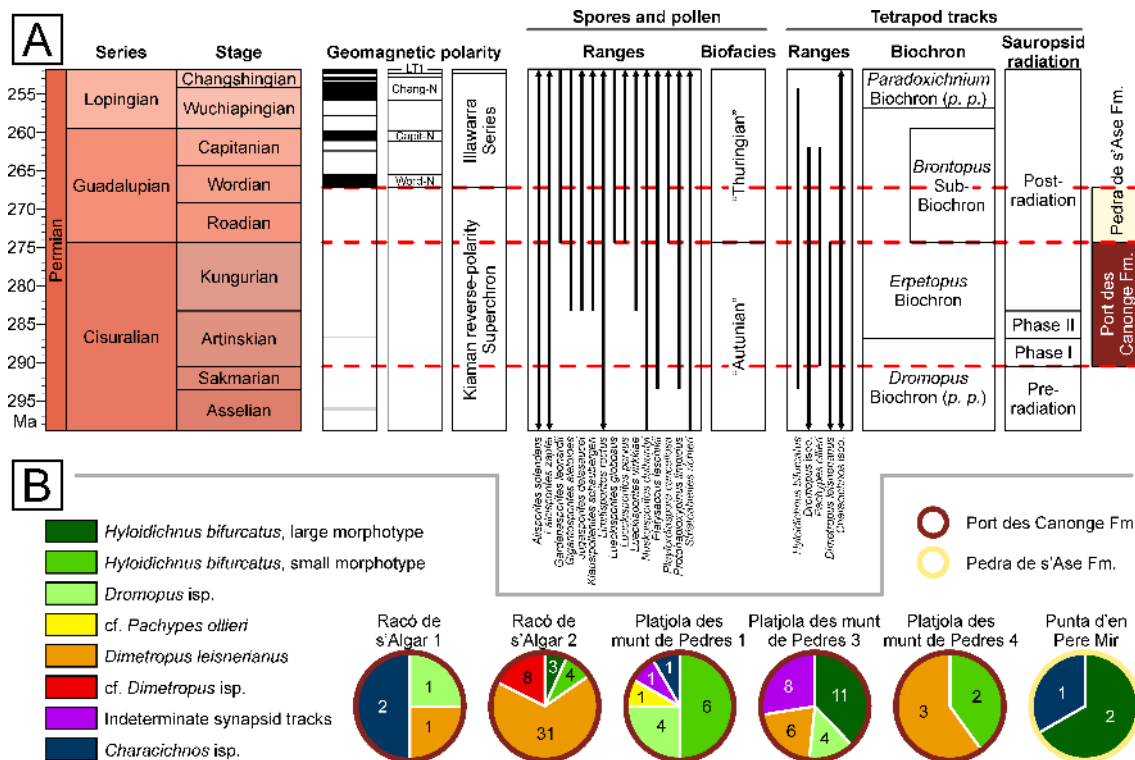 A
Spores and pollen
Tetrapod tracks
Series
Stage
Geomagnetic polarity
Ranges
Biofacies
Ranges
Biochron
Sauropsid
radiation
255
260
265
270
275
280
285
290
295
Ma
Permian
Lopingian
Guadalupian
Cisuralian
Changshingian
Wuchiapingian
Capitanian
Wordian
Roadian
Kungurian
Artinskian
Sakmarian
Asselian
LT1
Chang-N
Capit-N
Word-N
Illawarra
Series
Kiaman reverse-polarity
Superchron
"Thuringian"
"Autunian"
Paradoxichnium
Biochron (p. p.)
Brontopus
Sub-
Biochron
Erpetopus
Biochron
Dromopus
Biochron (p. p.)
Post-
radiation
Phase II
Phase I
Pre-
radiation
Pedra de s'Ase Fm.
Port des
Canonge Fm.
Hyloidichnus bifurcatus
Dromopus isp.
Pachypes ollieri
Dimetropus leisnerianus
Characichnos isp.
B
Hyloidichnus bifurcatus, large morphotype
Hyloidichnus bifurcatus, small morphotype
Dromopus isp.
cf. Pachypes ollieri
Dimetropus leisnerianus
cf. Dimetropus isp.
Indeterminate synapsid tracks
Characichnos isp.
Port des Canonge Fm
Pedra de s'Ase Fm.
Racó de
s'Algar 1
2
1
1
Racó de
s'Algar 2
8
3
4
31
Platjola des
munt de Pedres 1
1
1
1
4
6
Platjola des munt
de Pedres 3
8
11
6
4
Platjola des
munt de Pedres 4
3
2
Punta d'en
Pere Mir
1
2